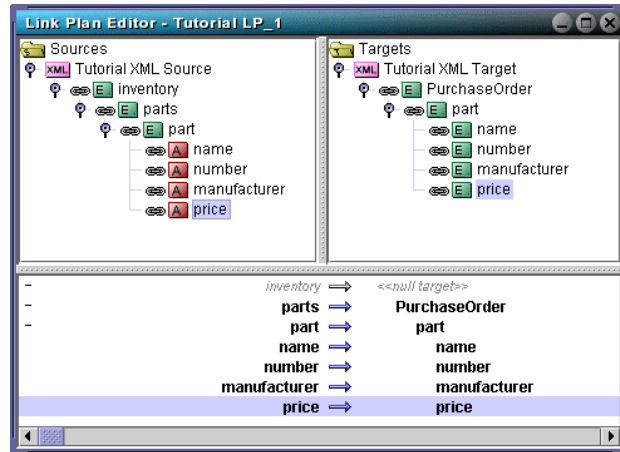 Link Plan Editor - Tutorial LP_1
Sources
XML Tutorial XML Source
E inventory
E parts
E part
A name
A number
A manufacturer
A price
Targets
XML Tutorial XML Target
E PurchaseOrder
E part
E name
E number
E manufacturer
E price
inventory ⇒ <<null target>>
parts ⇒ PurchaseOrder
part ⇒ part
name ⇒ name
number ⇒ number
manufacturer ⇒ manufacturer
price ⇒ price